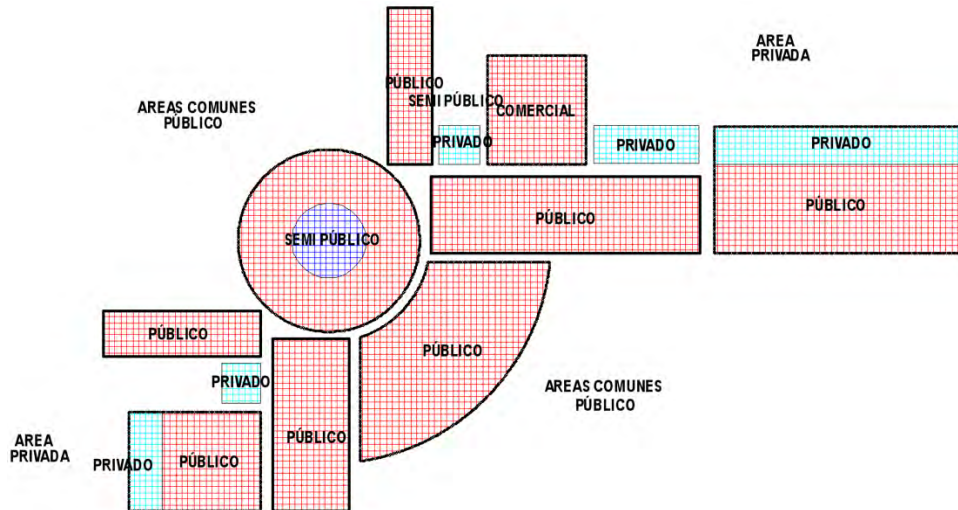 AREA
PRIVADA
PÚBLICO
SEMI PÚBLICO
AREAS COMUNES
PÚBLICO
COMERCIAL
PRIVADO
PRIVADO
PRIVADO
PÚBLICO
PÚBLICO
SEMI PÚBLICO
PÚBLICO
PÚBLICO
PRIVADO
AREAS COMUNES
PÚBLICO
AREA
PRIVADA
PRIVADO
PÚBLICO
PÚBLICO